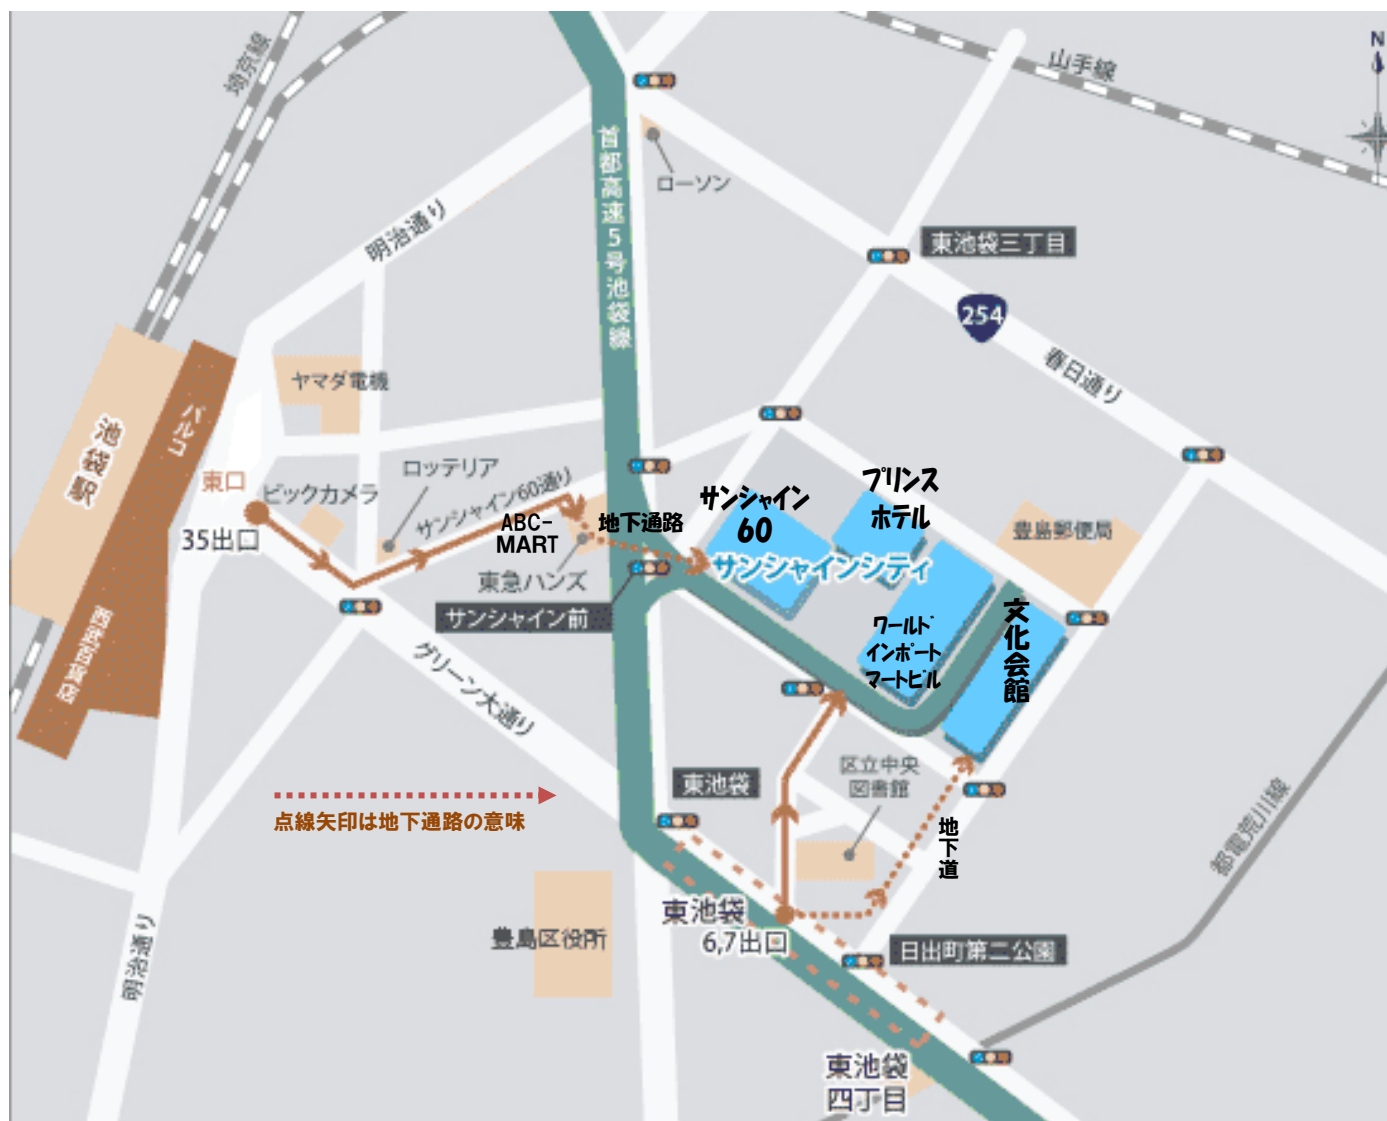 N
山手線
埼京線
ローソン
首都高速5号池袋線
明治通り
東池袋三丁目
254
春日通り
ヤマダ電機
パルコ
池袋駅
東口
ビックカメラ
ロッテリア
サンシャイン60通り
35出口
ABC-
MART
地下通路
東急ハンズ
サンシャイン
60
プリンス
ホテル
サンシャインシティ
豊島郵便局
サンシャイン前
ワールド
インポート
マートビル
文化会館
西武百貨店
グリーン大通り
区立中央
図書館
東池袋
点線矢印は地下通路の意味
地下道
都電荒川線
東池袋
6,7出口
豊島区役所
日出町第二公園
明治通り
東池袋
四丁目